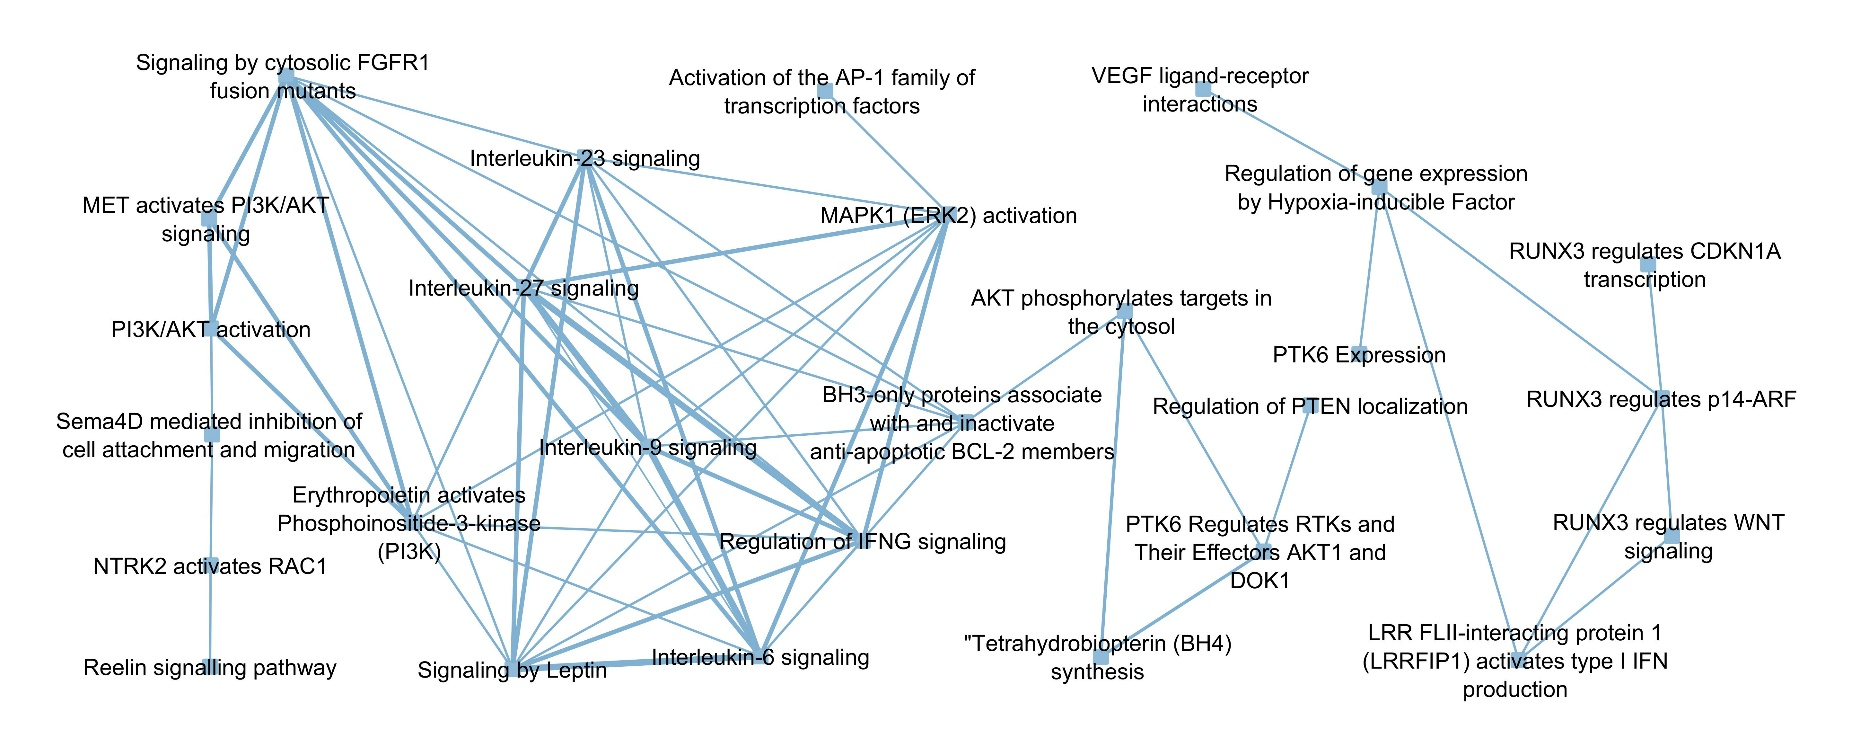 Signaling by cytosolic FGFR1
fusion mutants
Activation of the AP-1 family of
transcription factors
VEGF ligand-receptor
interactions
Interleukin-23 signaling
Regulation of gene expression
by Hypoxia-inducible Factor
MET activates PI3K/AKT
signaling
MAPK1 (ERK2) activation
RUNX3 regulates CDKN1A
transcription
Interleukin-27 signaling
AKT phosphorylates targets in
the cytosol
PI3K/AKT activation
PTK6 Expression
BH3-only proteins associate
with and inactivate
anti-apoptotic BCL-2 members
Regulation of PTEN localization
RUNX3 regulates p14-ARF
Sema4D mediated inhibition of
cell attachment and migration
Interleukin-9 signaling
Erythropoietin activates
Phosphoinositide-3-kinase
(PI3K)
Regulation of IFNG signaling
PTK6 Regulates RTKs and
Their Effectors AKT1 and
DOK1
RUNX3 regulates WNT
signaling
NTRK2 activates RAC1
Reelin signalling pathway
Signaling by Leptin
Interleukin-6 signaling
"Tetrahydrobiopterin (BH4)
synthesis
LRR FLII-interacting protein 1
(LRRFIP1) activates type I IFN
production